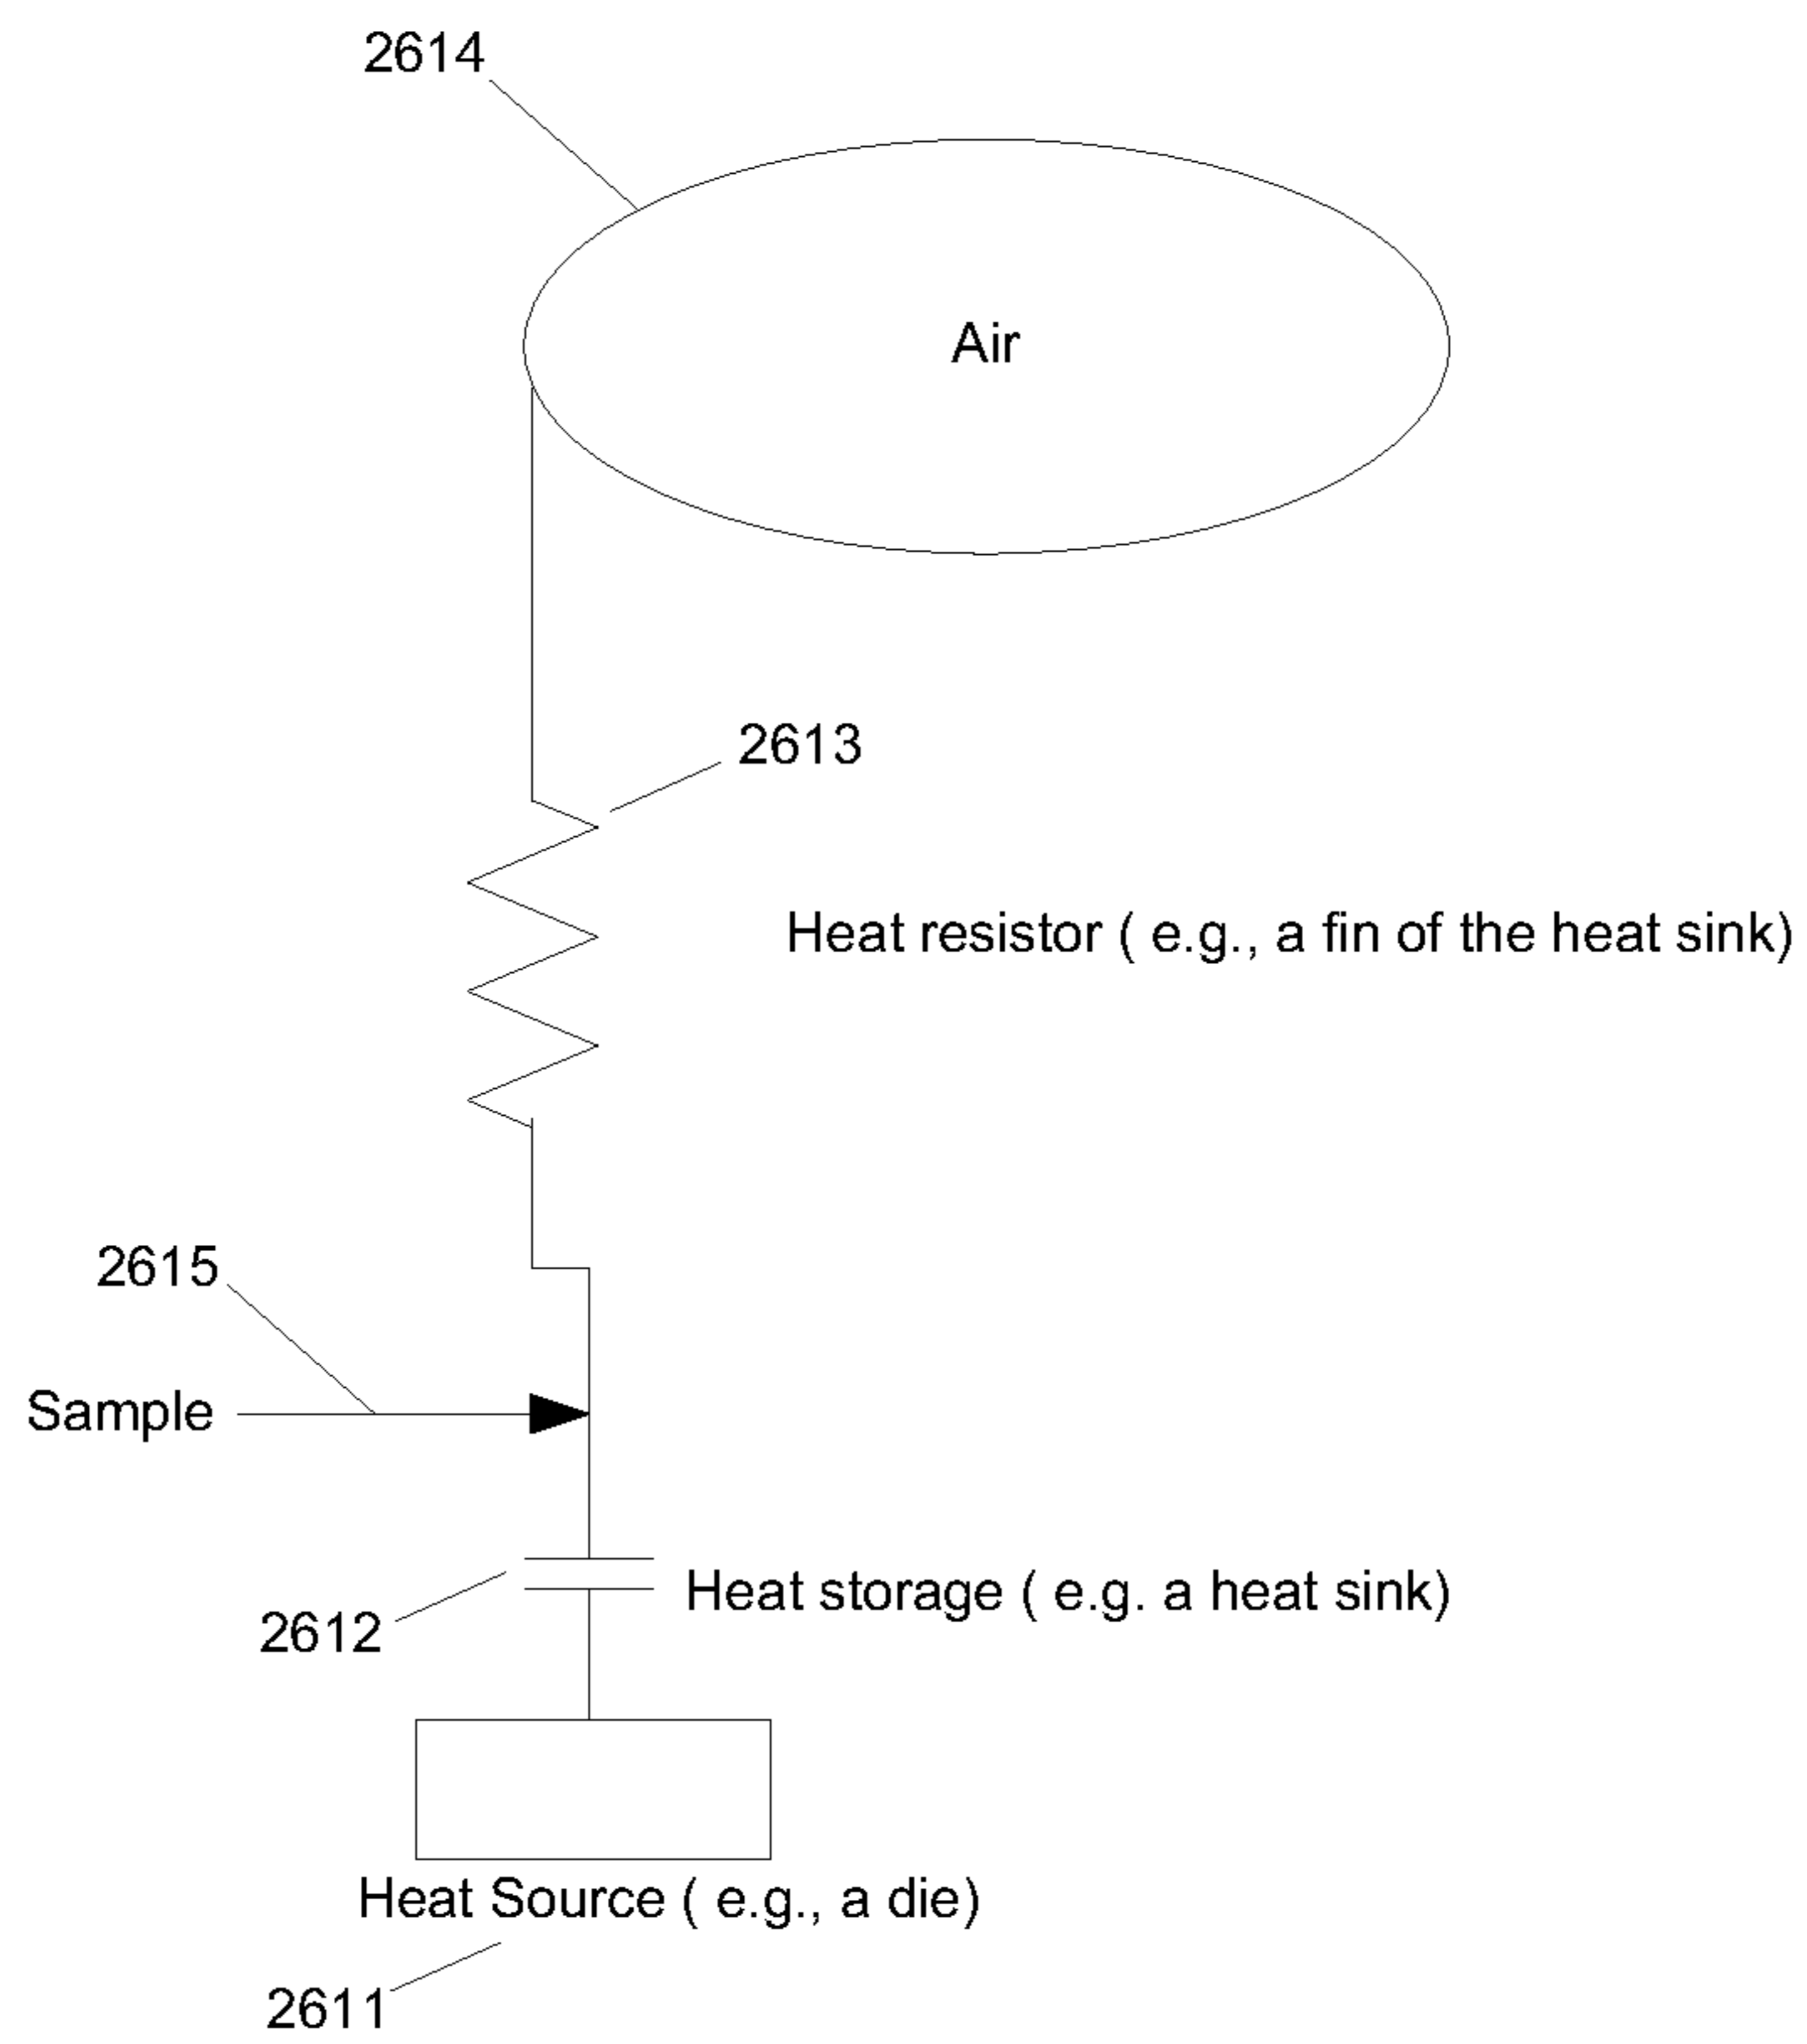 2614
Air
2613
Heat resistor ( e.g., a fin of the heat sink)
2615
Sample
Heat storage ( e.g. a heat sink)
2612
Heat Source ( e.g., a die)
2611